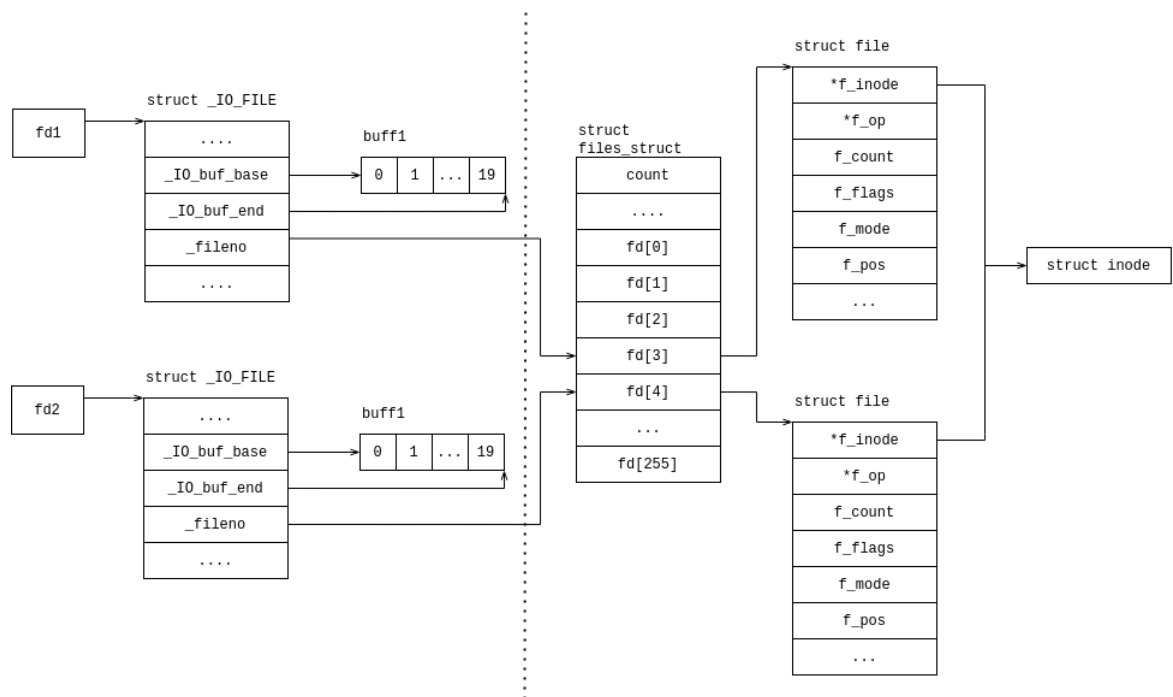 fd1
struct _IO_FILE
....
_IO_buf_base
_IO_buf_end
_fileno
....
buff1
0 1 ... 19
fd2
struct _IO_FILE
....
_IO_buf_base
_IO_buf_end
_fileno
....
buff1
0 1 ... 19
struct
files_struct
count
....
fd[0]
fd[1]
fd[2]
fd[3]
fd[4]
...
fd[255]
struct file
*f_inode
*f_op
f_count
f_flags
f_mode
f_pos
...
struct file
*f_inode
*f_op
f_count
f_flags
f_mode
f_pos
...
struct inode